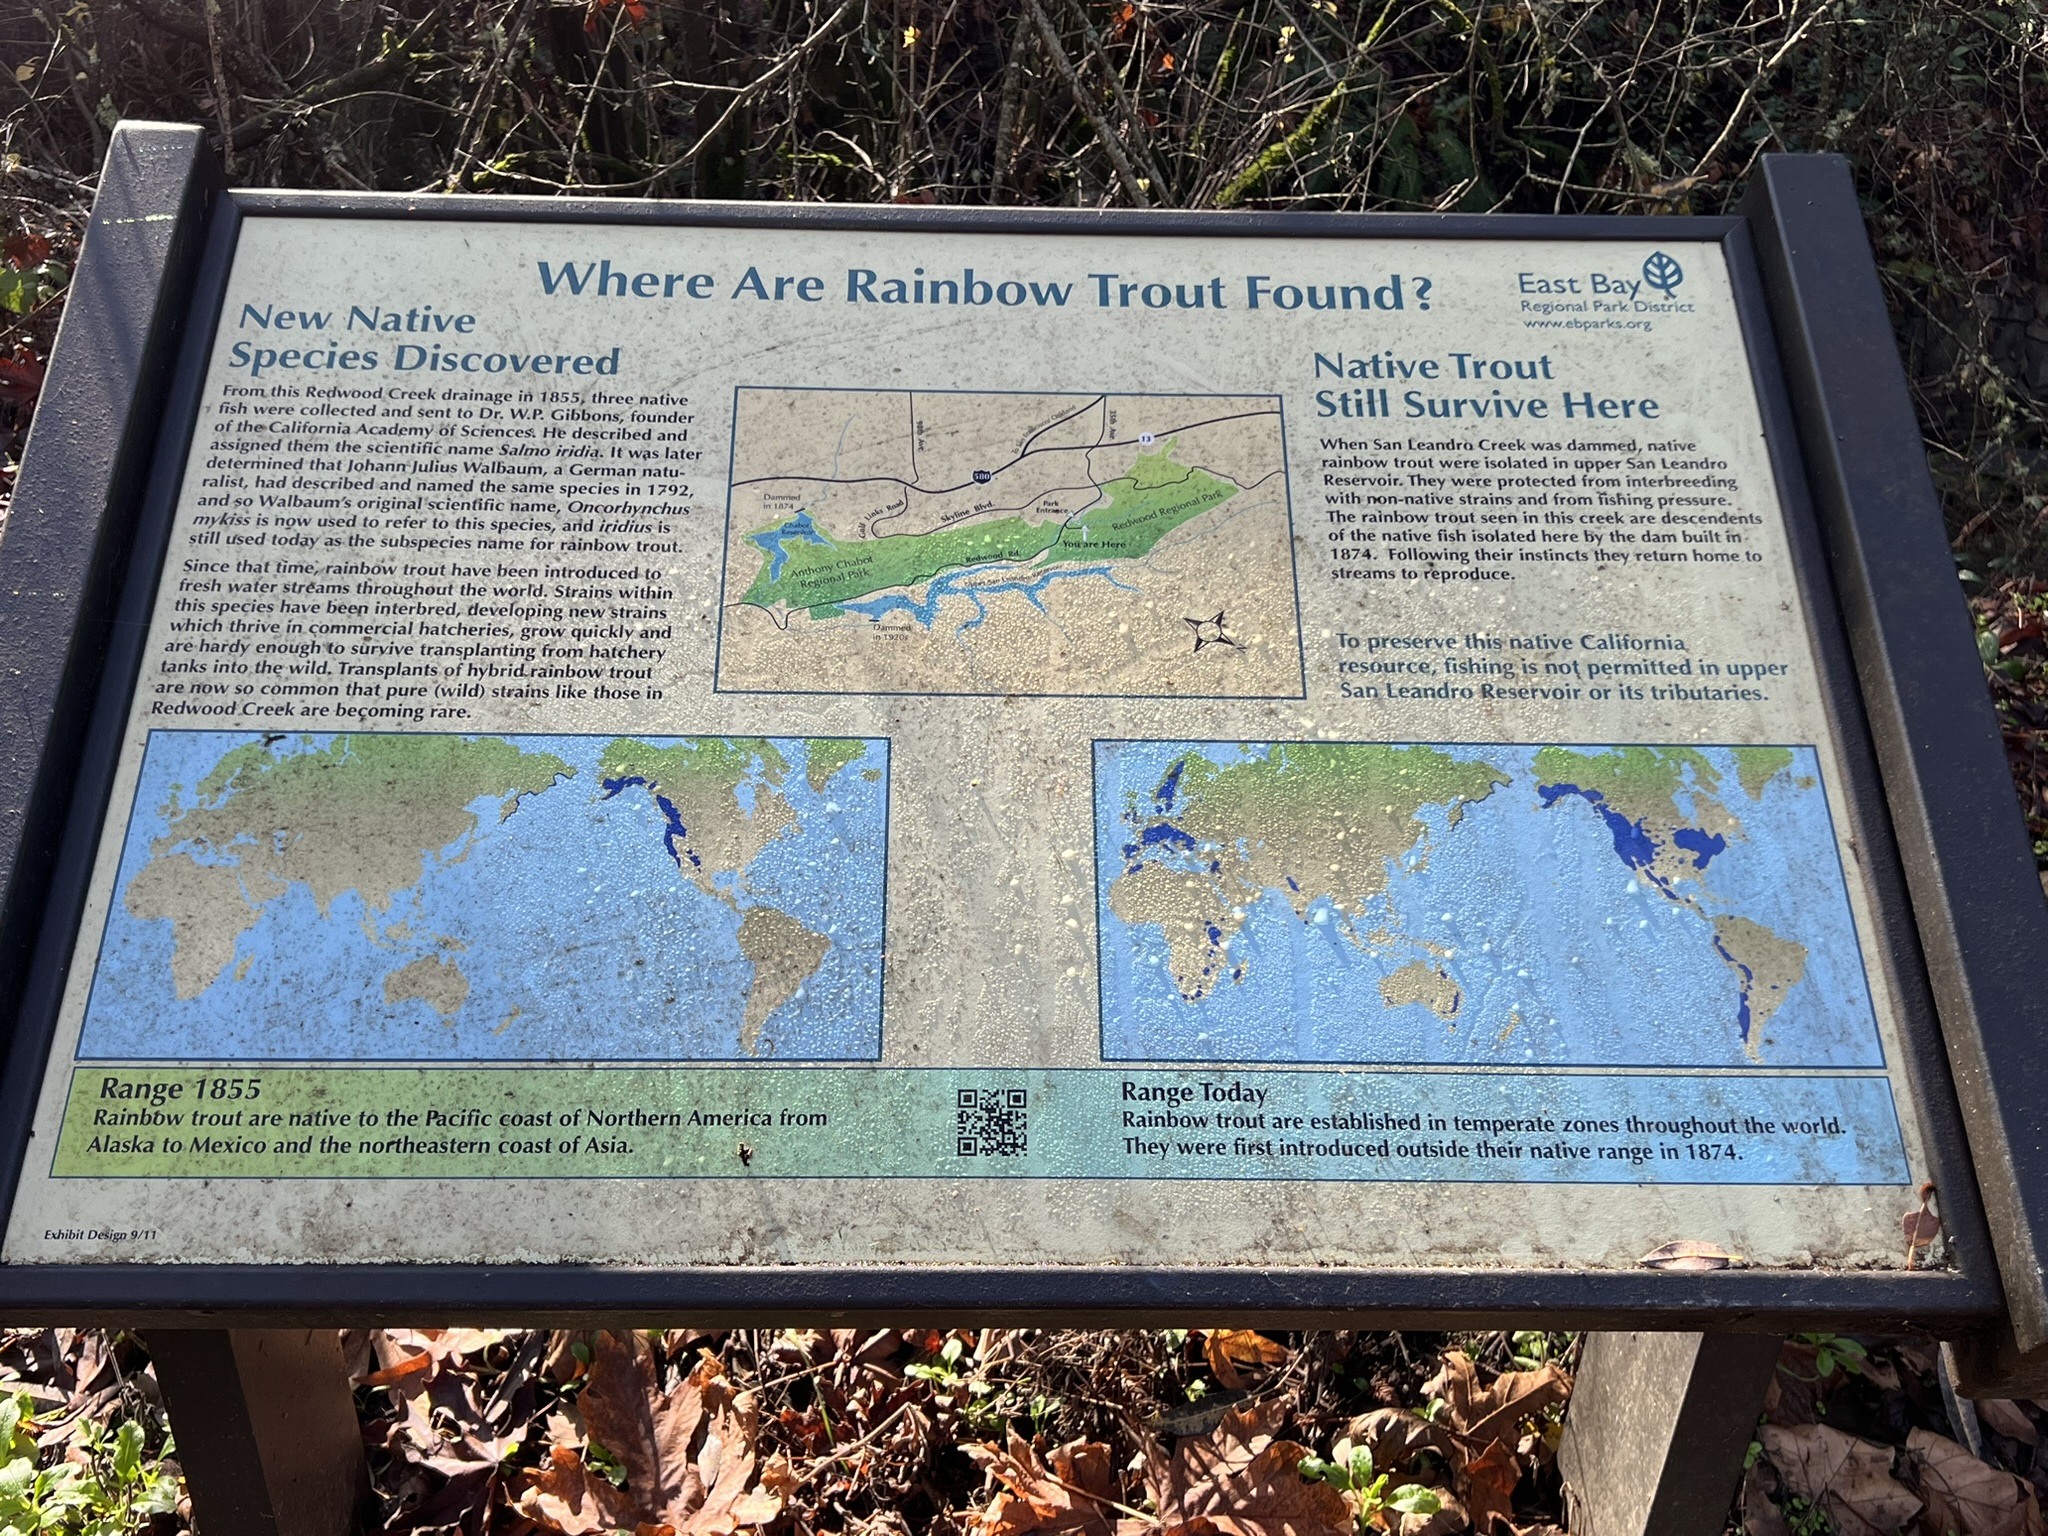 Where Are Rainbow Trout Found?
East Bay
Regional Park District
www.ebparks.org
New Native
Species Discovered
From this Redwood Creek drainage in 1855, three native
fish were collected and sent to Dr. W.P. Gibbons, founder
of the California Academy of Sciences. He described and
assigned them the scientific name Salmo iridia. It was later
determined that Johann Julius Walbaum, a German natu-
ralist, had described and named the same species in 1792,
and so Walbaum's original scientific name, Oncorhynchus
mykiss is now used to refer to this species, and iridius is
still used today as the subspecies name for rainbow trout.
Since that time, rainbow trout have been introduced to
fresh water streams throughout the world. Strains within
this species have been interbred, developing new strains
which thrive in commercial hatcheries, grow quickly and
are hardy enough to survive transplanting from hatchery
tanks into the wild. Transplants of hybrid rainbow trout
are now so common that pure (wild) strains like those in
Redwood Creek are becoming rare.
98th Ave
35th Ave
13
580
Dammed
in 1874
Chabot
Reservoir
Golf Links Road
Skyline Blvd.
Park
Entrance
Redwood Regional Park
You are Here
Redwood Rd.
Anthony Chabot
Regional Park
Upper San Leandro Reservoir
Dammed
in 1920s
N
Native Trout
Still Survive Here
When San Leandro Creek was dammed, native
rainbow trout were isolated in upper San Leandro
Reservoir. They were protected from interbreeding
with non-native strains and from fishing pressure.
The rainbow trout seen in this creek are descendents
of the native fish isolated here by the dam built in
1874. Following their instincts they return home to
streams to reproduce.
To preserve this native California
resource, fishing is not permitted in upper
San Leandro Reservoir or its tributaries.
Range 1855
Rainbow trout are native to the Pacific coast of Northern America from
Alaska to Mexico and the northeastern coast of Asia.
Range Today
Rainbow trout are established in temperate zones throughout the world.
They were first introduced outside their native range in 1874.
Exhibit Design 9/11